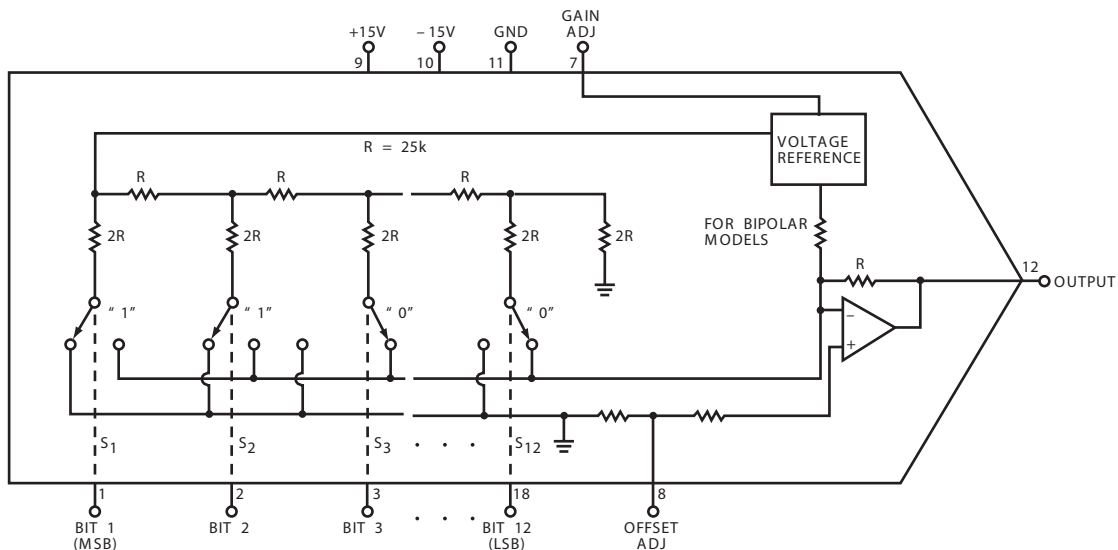 +15V
– 15V
GND
GAIN
ADJ
9
10
11
7
R = 25k
VOLTAGE
REFERENCE
R
R
R
2R
2R
2R
2R
2R
FOR BIPOLAR
MODELS
R
12
OUTPUT
“ 1”
“ 1”
“ 0”
“ 0”
–
+
S1
S2
S3
. . .
S12
1
2
3
18
8
BIT 1
(MSB)
BIT 2
BIT 3
. . .
BIT 12
(LSB)
OFFSET
ADJ